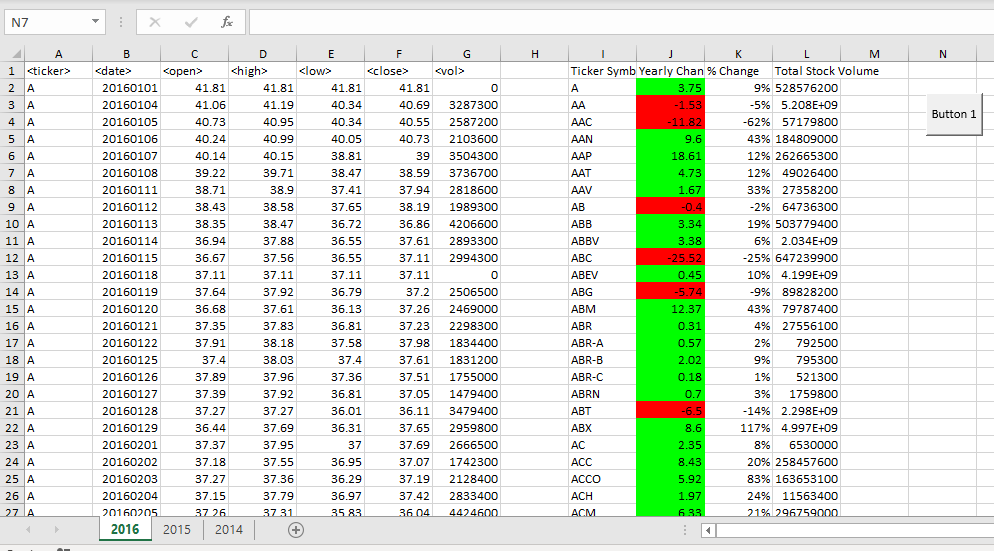 N7 fx
A B C D E F G H I J K L M N
1 <ticker> <date> <open> <high> <low> <close> <vol> Ticker Symb Yearly Chan % Change Total Stock Volume
2 A 20160101 41.81 41.81 41.81 41.81 0 A 3.75 9% 528576200
3 A 20160104 41.06 41.19 40.34 40.69 3287300 AA -1.53 -5% 5.208E+09
4 A 20160105 40.73 40.95 40.34 40.55 2587200 AAC -11.82 -62% 57179800
Button 1
5 A 20160106 40.24 40.99 40.05 40.73 2103600 AAN 9.6 43% 184809000
6 A 20160107 40.14 40.15 38.81 39 3504300 AAP 18.61 12% 262665300
7 A 20160108 39.22 39.71 38.47 38.59 3736700 AAT 4.73 12% 49026400
8 A 20160111 38.71 38.9 37.41 37.94 2818600 AAV 1.67 33% 27358200
9 A 20160112 38.43 38.58 37.65 38.19 1989300 AB -0.4 -2% 64736300
10 A 20160113 38.35 38.47 36.72 36.86 4206600 ABB 3.34 19% 503779400
11 A 20160114 36.94 37.88 36.55 37.61 2893300 ABBV 3.38 6% 2.034E+09
12 A 20160115 36.67 37.56 36.55 37.11 2994300 ABC -25.52 -25% 647239900
13 A 20160118 37.11 37.11 37.11 37.11 0 ABEV 0.45 10% 4.199E+09
14 A 20160119 37.64 37.92 36.79 37.2 2506500 ABG -5.74 -9% 89828200
15 A 20160120 36.68 37.61 36.13 37.26 2469000 ABM 12.37 43% 79787400
16 A 20160121 37.35 37.83 36.81 37.23 2298300 ABR 0.31 4% 27556100
17 A 20160122 37.91 38.18 37.58 37.98 1834400 ABR-A 0.57 2% 792500
18 A 20160125 37.4 38.03 37.4 37.61 1831200 ABR-B 2.02 9% 795300
19 A 20160126 37.89 37.96 37.36 37.51 1755000 ABR-C 0.18 1% 521300
20 A 20160127 37.39 37.92 36.81 37.05 1479400 ABRN 0.7 3% 1759800
21 A 20160128 37.27 37.27 36.01 36.11 3479400 ABT -6.5 -14% 2.298E+09
22 A 20160129 36.44 37.69 36.31 37.65 2959800 ABX 8.6 117% 4.997E+09
23 A 20160201 37.37 37.95 37 37.69 2666500 AC 2.35 8% 6530000
24 A 20160202 37.18 37.55 36.95 37.07 1742300 ACC 8.43 20% 258457600
25 A 20160203 37.27 37.36 36.29 37.19 2128400 ACCO 5.92 83% 163653100
26 A 20160204 37.15 37.79 36.97 37.42 2833400 ACH 1.97 24% 11563400
27 A 20160205 37.26 37.31 35.83 36.04 4424600 ACM 6.33 21% 296759000
2016 2015 2014